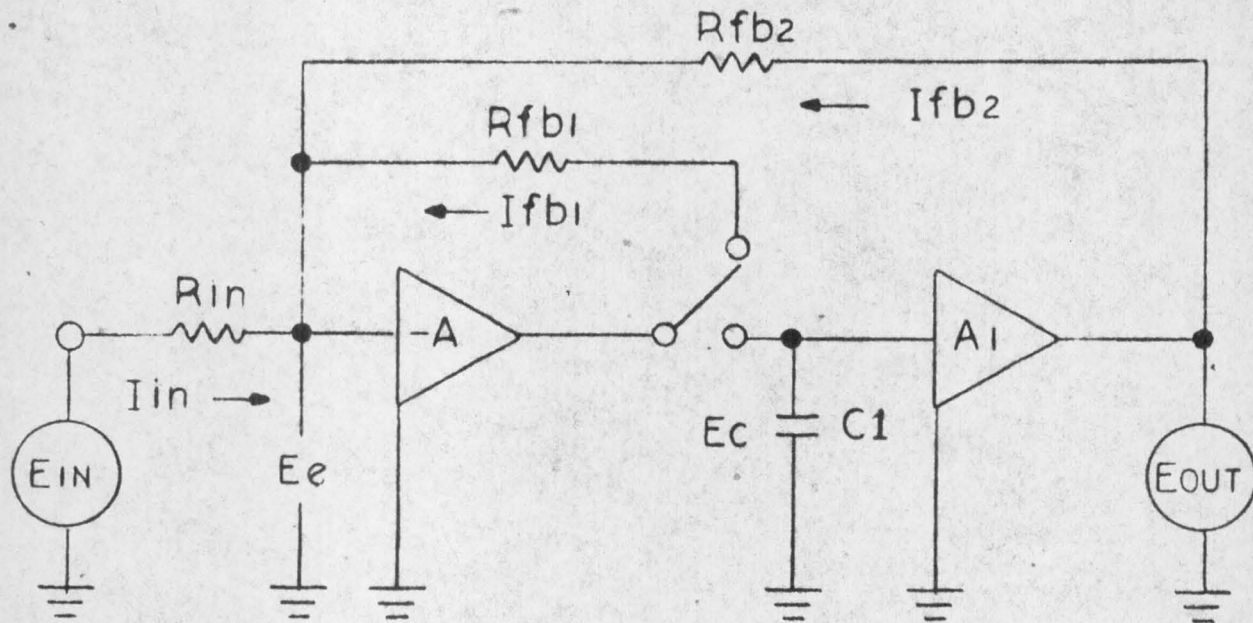 Rfb2
Ifb2
Rfb1
Ifb1
Rin
-A
A1
Iin
Ec
C1
EIN
Ee
EOUT